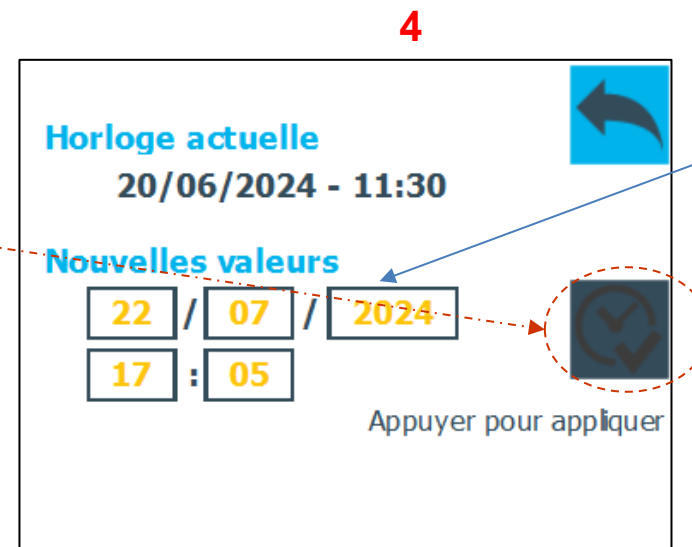 4
Horloge actuelle
20/06/2024 - 11:30
Nouvelles valeurs
22 / 07 / 2024
17 : 05
Appuyer pour appliquer